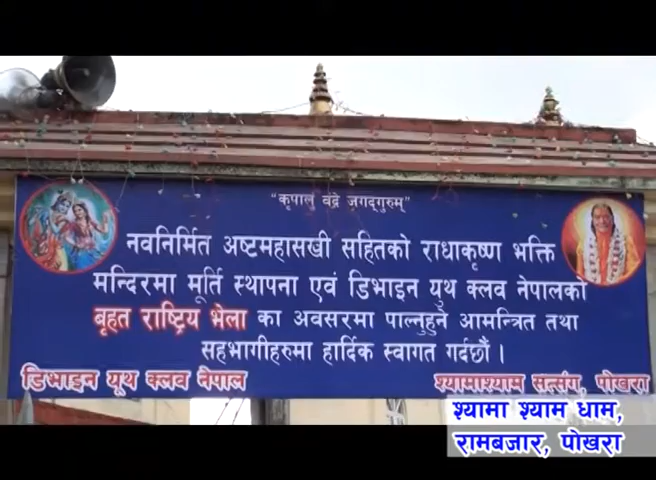 "कृपालु वंदे जगद्गुरुम्"
नवनिर्मित अष्टमहासखी सहितको राधाकृष्ण भक्ति
मन्दिरमा मूर्ति स्थापना एवं डिभाइन युथ क्लव नेपालको
बृहत राष्ट्रिय भेला का अवसरमा पाल्नुहुने आमन्त्रित तथा
सहभागीहरुमा हार्दिक स्वागत गर्दछौं ।
डिभाइन युथ क्लव नेपाल
श्यामाश्याम सत्संग, पोखरा
श्यामा श्याम धाम,
रामबजार, पोखरा